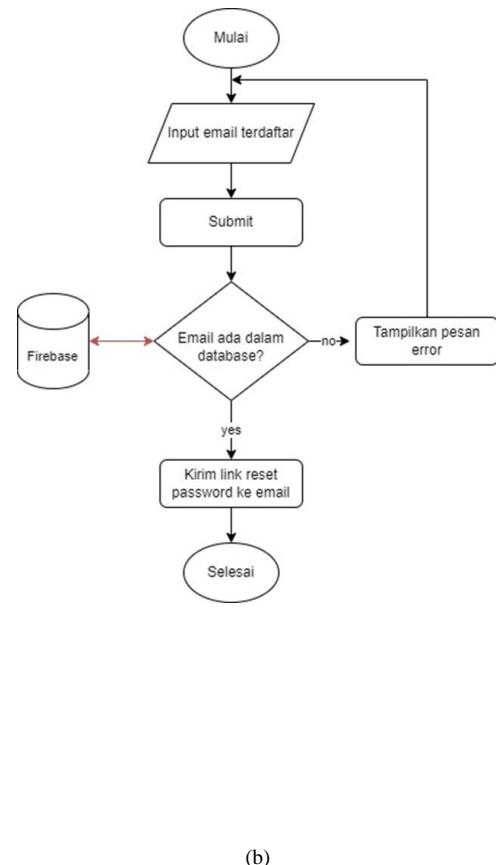 Mulai
Input email terdaftar
Submit
Firebase
Email ada dalam
database?
no
Tampilkan pesan
error
yes
Kirim link reset
password ke email
Selesai
(b)